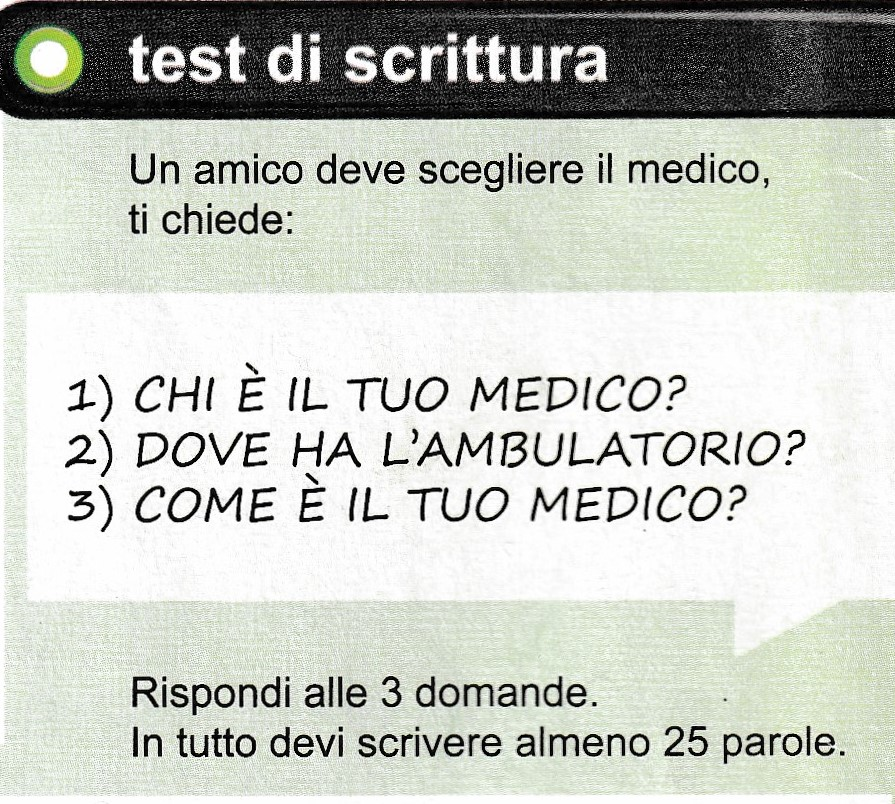 test di scrittura
Un amico deve scegliere il medico,
ti chiede:
1) CHI È IL TUO MEDICO?
2) DOVE HA L'AMBULATORIO?
3) COME È IL TUO MEDICO?
Rispondi alle 3 domande.
In tutto devi scrivere almeno 25 parole.